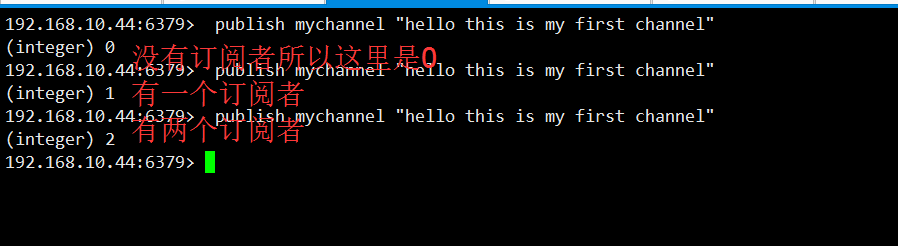 192.168.10.44:6379> publish mychannel "hello this is my first channel"
(integer) 0
没有订阅者所以这里是0
192.168.10.44:6379> publish mychannel "hello this is my first channel"
(integer) 1
有一个订阅者
192.168.10.44:6379> publish mychannel "hello this is my first channel"
有两个订阅者
(integer) 2
192.168.10.44:6379>